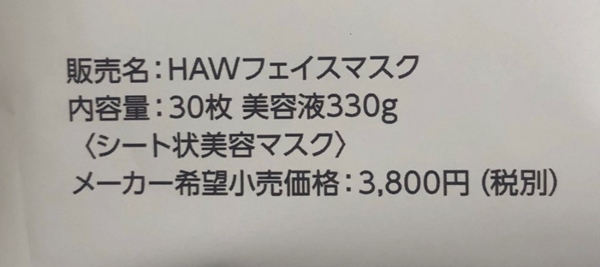 販売名：HAWフェイスマスク
内容量：30枚 美容液330g
〈シート状美容マスク〉
メーカー希望小売価格：3,800円（税別）